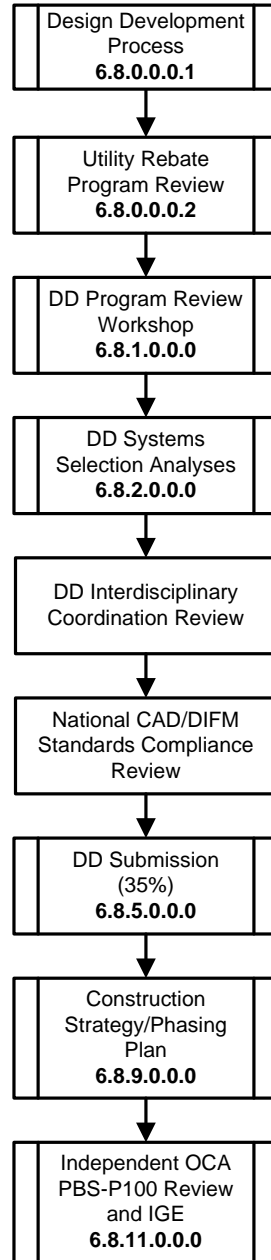 Design Development
Process
6.8.0.0.0.1
Utility Rebate
Program Review
6.8.0.0.0.2
DD Program Review
Workshop
6.8.1.0.0.0
DD Systems
Selection Analyses
6.8.2.0.0.0
DD Interdisciplinary
Coordination Review
National CAD/DIFM
Standards Compliance
Review
DD Submission
(35%)
6.8.5.0.0.0
Construction
Strategy/Phasing
Plan
6.8.9.0.0.0
Independent OCA
PBS-P100 Review
and IGE
6.8.11.0.0.0